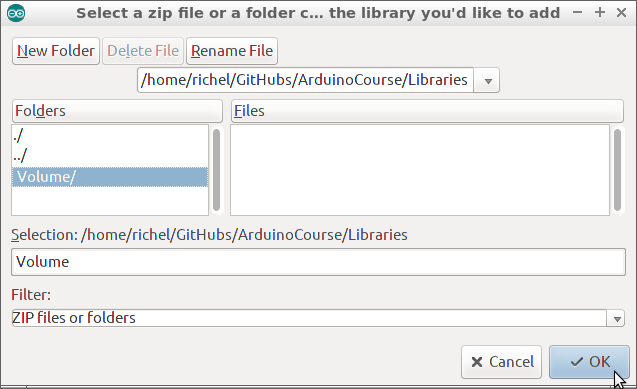 Select a zip file or a folder c... the library you'd like to add
New Folder Delete File Rename File
/home/richel/GitHubs/ArduinoCourse/Libraries
Folders Files
./
../
Volume/
Selection: /home/richel/GitHubs/ArduinoCourse/Libraries
Volume
Filter:
ZIP files or folders
Cancel OK